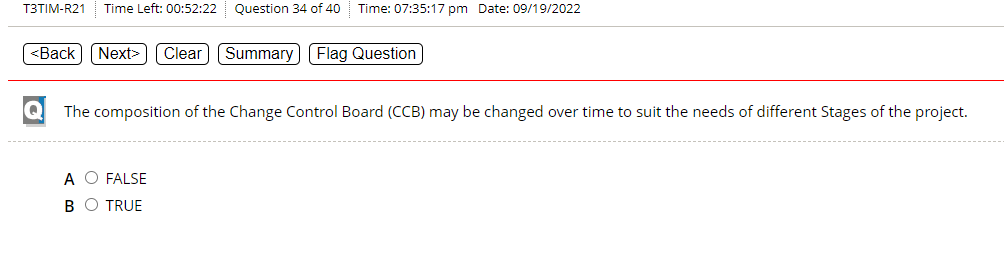 T3TIM-R21 Time Left: 00:52:22 Question 34 of 40 Time: 07:35:17 pm Date: 09/19/2022
<Back Next> Clear Summary Flag Question
Q The composition of the Change Control Board (CCB) may be changed over time to suit the needs of different Stages of the project.
A FALSE
B TRUE